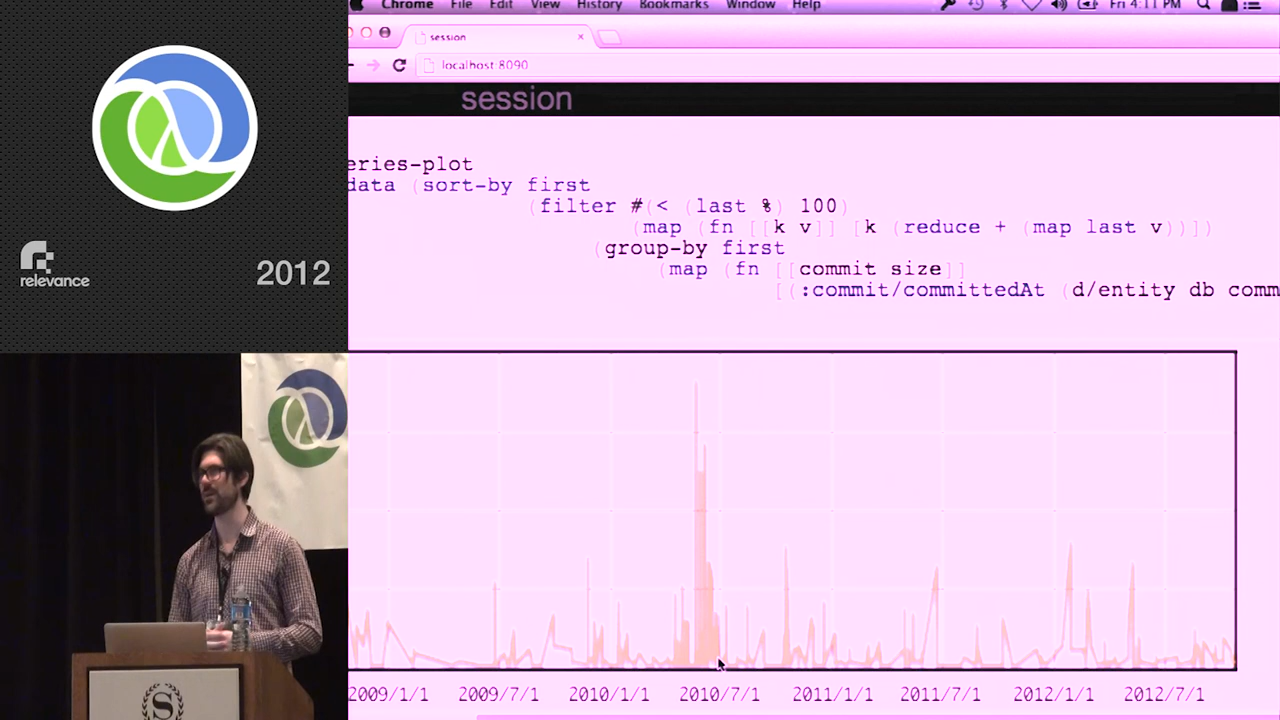 Chrome File Edit View History Bookmarks Window Help Fri 4:11 PM
session
localhost:8090
session
eries-plot
data (sort-by first
(filter #(< (last %) 100)
(map (fn [[k v]] [k (reduce + (map last v))])
(group-by first
(map (fn [[commit size]]
[(:commit/committedAt (d/entity db comm
relevance
2012
2009/1/1 2009/7/1 2010/1/1 2010/7/1 2011/1/1 2011/7/1 2012/1/1 2012/7/1
S